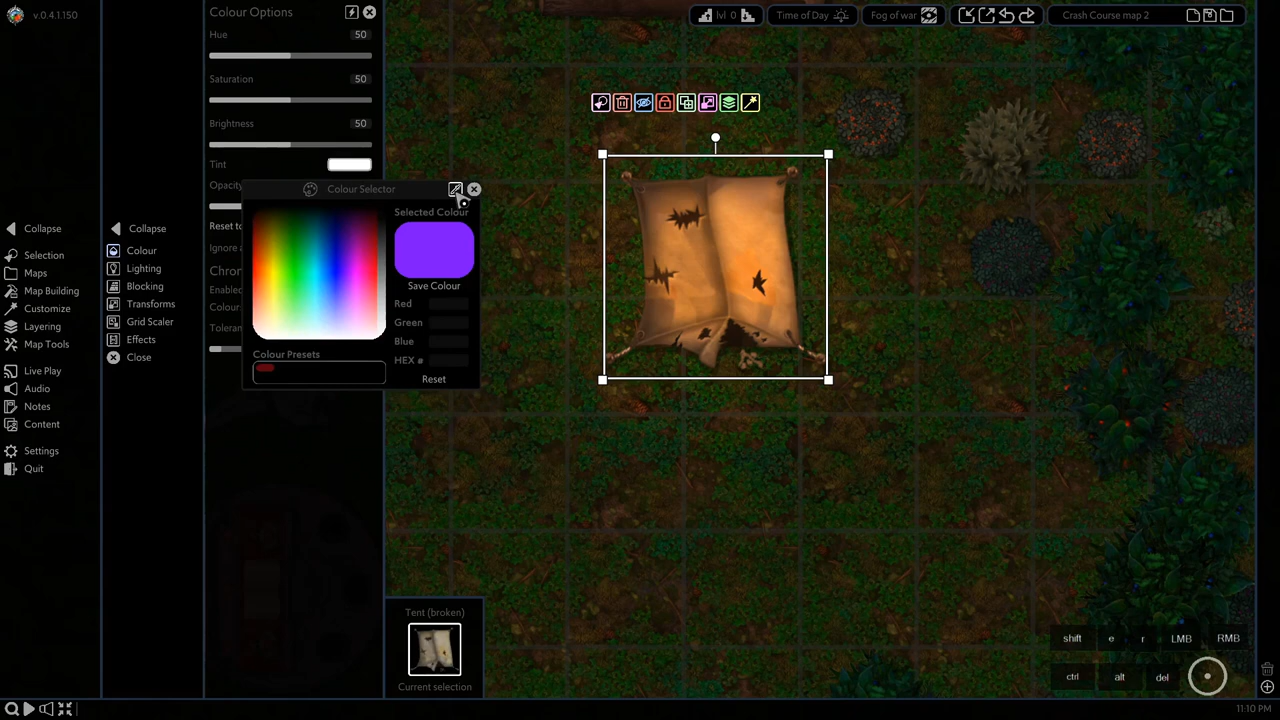 v.0.4.1.150
Collapse
Selection
Maps
Map Building
Customize
Layering
Map Tools
Live Play
Audio
Notes
Content
Settings
Quit
Collapse
Colour
Lighting
Blocking
Transforms
Grid Scaler
Effects
Close
Colour Options
Hue 50
Saturation 50
Brightness 50
Tint
Opacity
Reset to
Ignore a
Chrom
Enabled
Colour:
Toleran
Colour Selector
Selected Colour
Save Colour
Red
Green
Blue
HEX #
Reset
Colour Presets
lvl 0
Time of Day
Fog of war
Crash Course map 2
Tent (broken)
Current selection
shift e r LMB RMB
ctrl alt del
11:10 PM